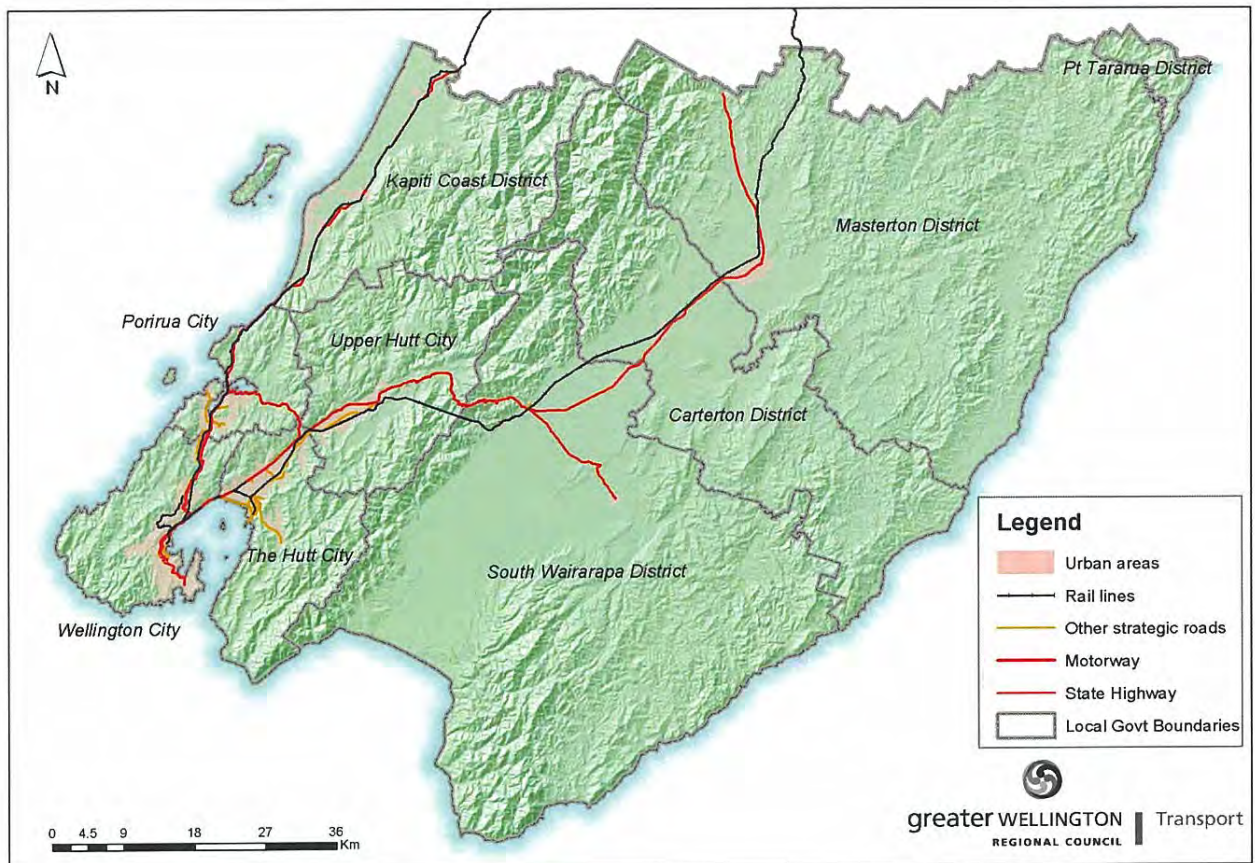 N
Pt Tararua District
Kapiti Coast District
Masterton District
Porirua City
Upper Hutt City
Carterton District
The Hutt City
South Wairarapa District
Wellington City
Legend
Urban areas
Rail lines
Other strategic roads
Motorway
State Highway
Local Govt Boundaries
0 4.5 9 18 27 36
Km
greater WELLINGTON
REGIONAL COUNCIL
Transport